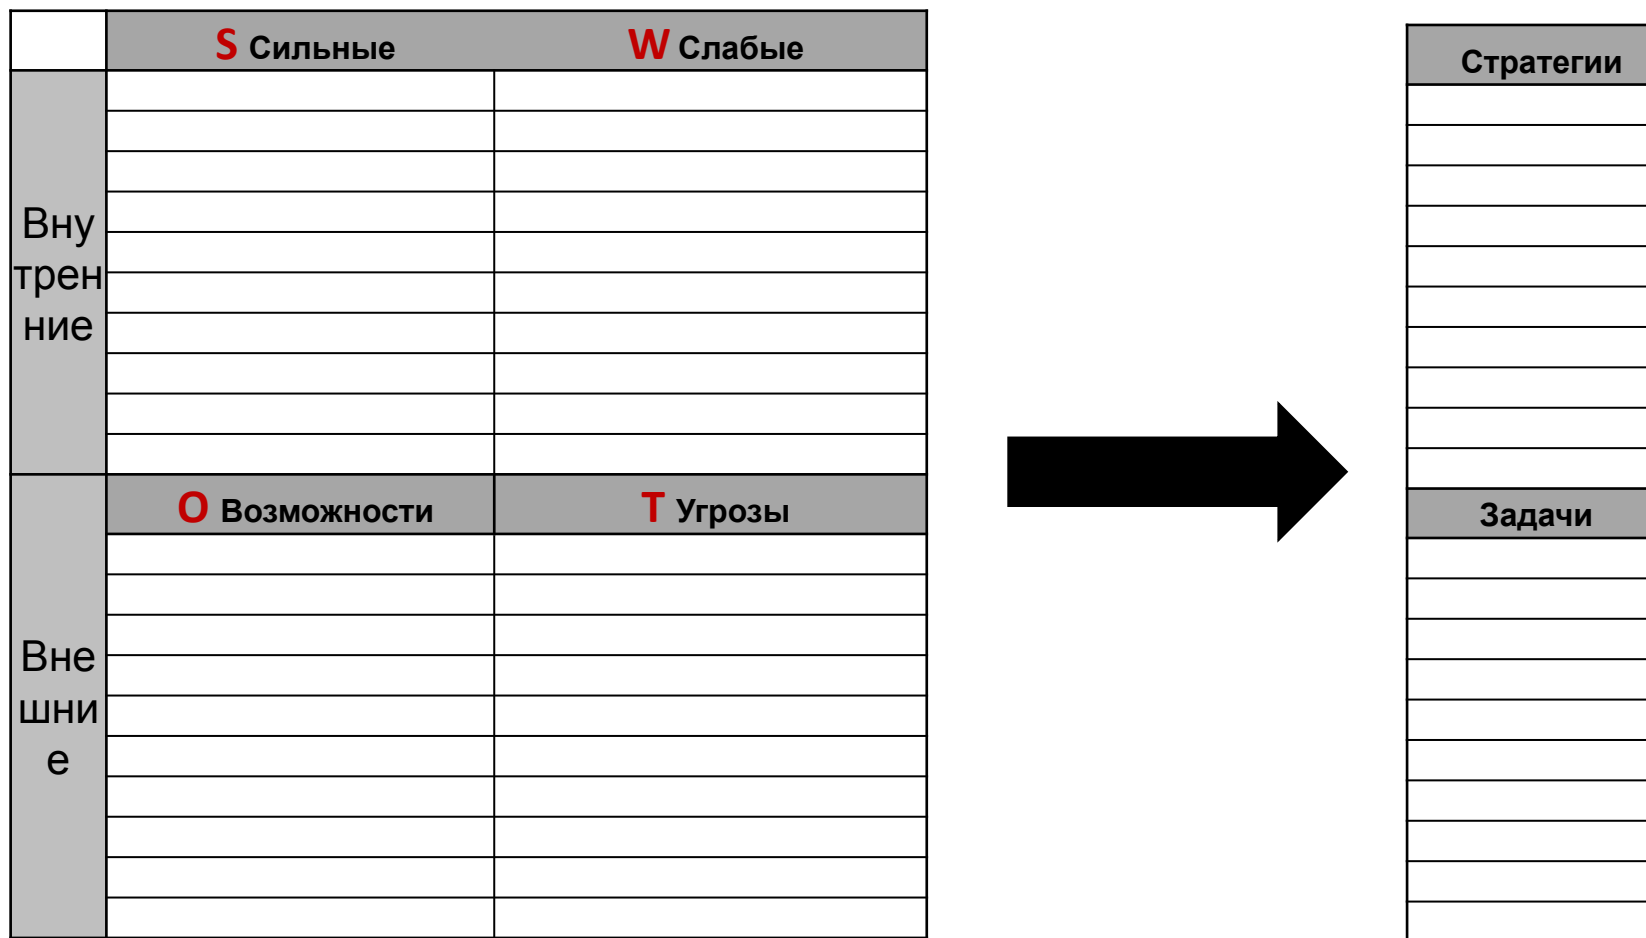 S Сильные
W Слабые
Вну
трен
ние
O Возможности
T Угрозы
Вне
шни
е
Стратегии
Задачи